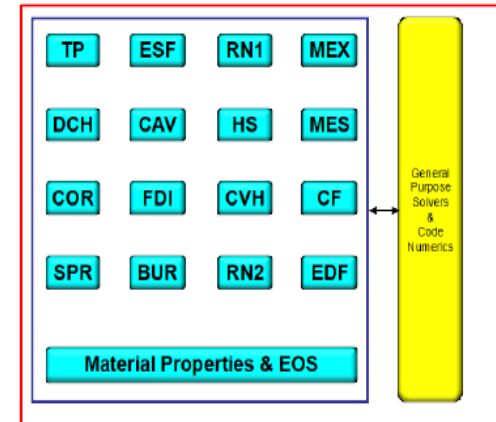 TP ESF RN1 MEX
DCH CAV HS MES
COR FDI CVH CF
SPR BUR RN2 EDF
Material Properties & EOS
General
Purpose
Solvers
&
Code
Numerics